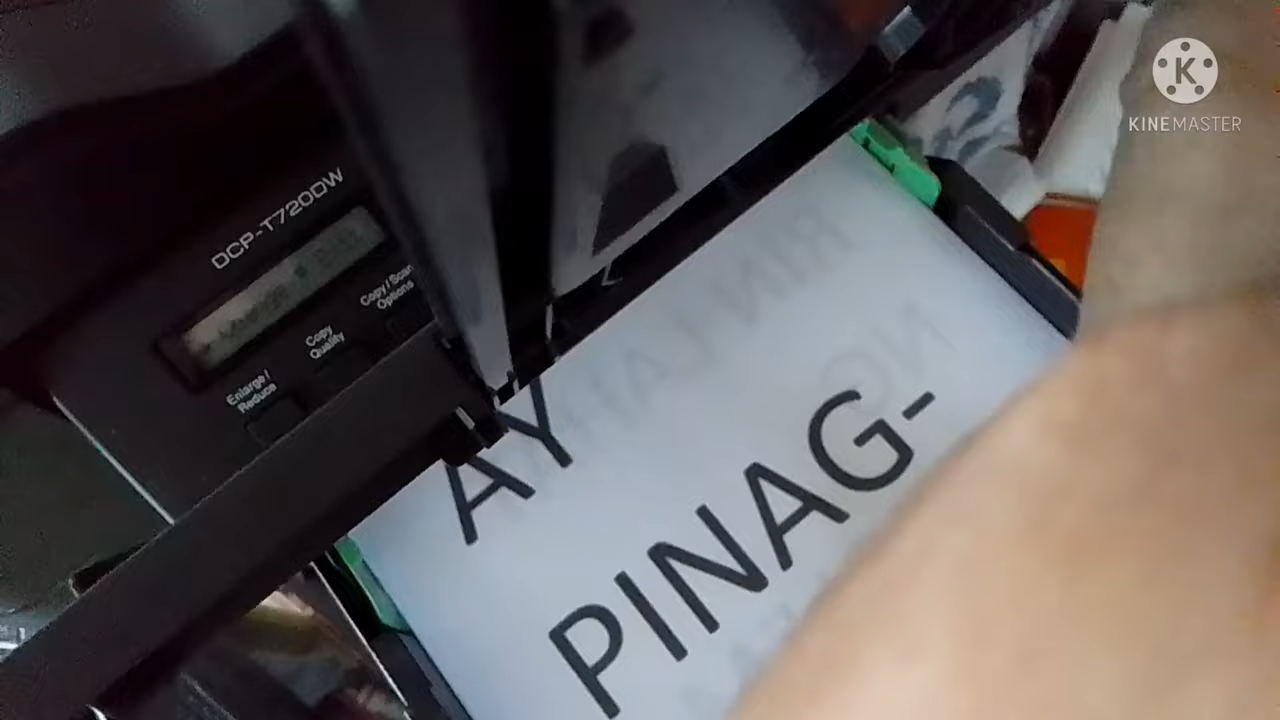 KINEMASTER
DCP-T720DW
Copy / Scan
Options
Copy
Quality
Enlarge /
Reduce
AY
PINAG-